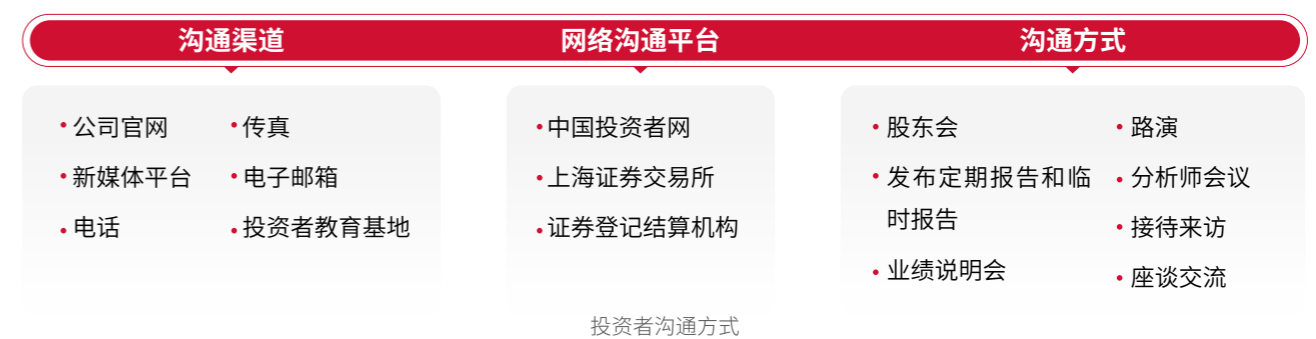 沟通渠道
网络沟通平台
沟通方式
•公司官网
•新媒体平台
•电话
•传真
•电子邮箱
•投资者教育基地
•中国投资者网
•上海证券交易所
•证券登记结算机构
•股东会
•发布定期报告和临
时报告
•业绩说明会
•路演
•分析师会议
•接待来访
•座谈交流
投资者沟通方式